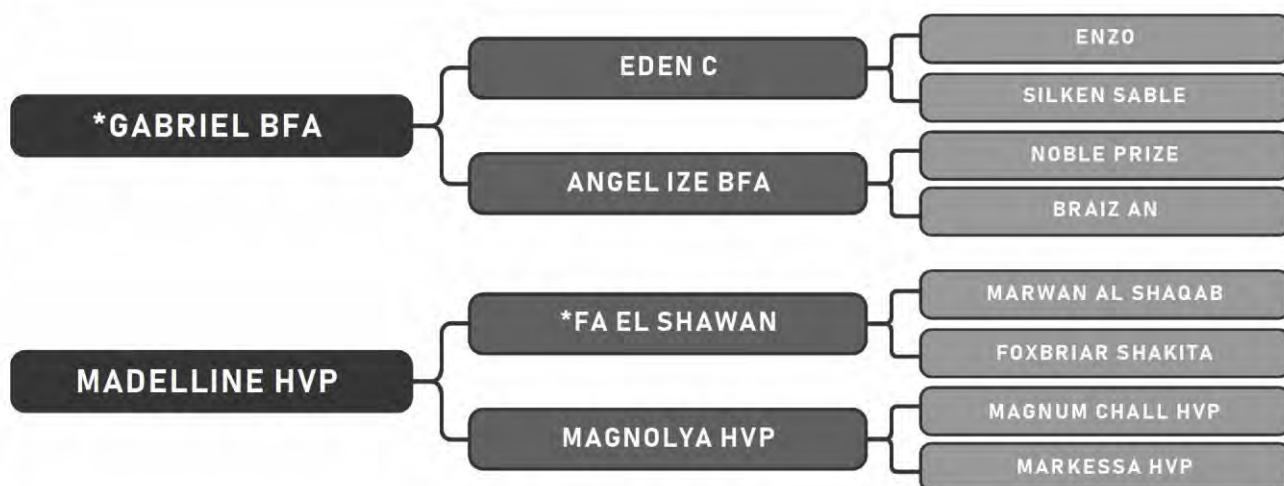 *GABRIEL BFA
EDEN C
ENZO
SILKEN SABLE
ANGEL IZE BFA
NOBLE PRIZE
BRAIZ AN
MADELLINE HVP
*FA EL SHAWAN
MARWAN AL SHAQAB
FOXBRIAR SHAKITA
MAGNOLYA HVP
MAGNUM CHALL HVP
MARKESSA HVP